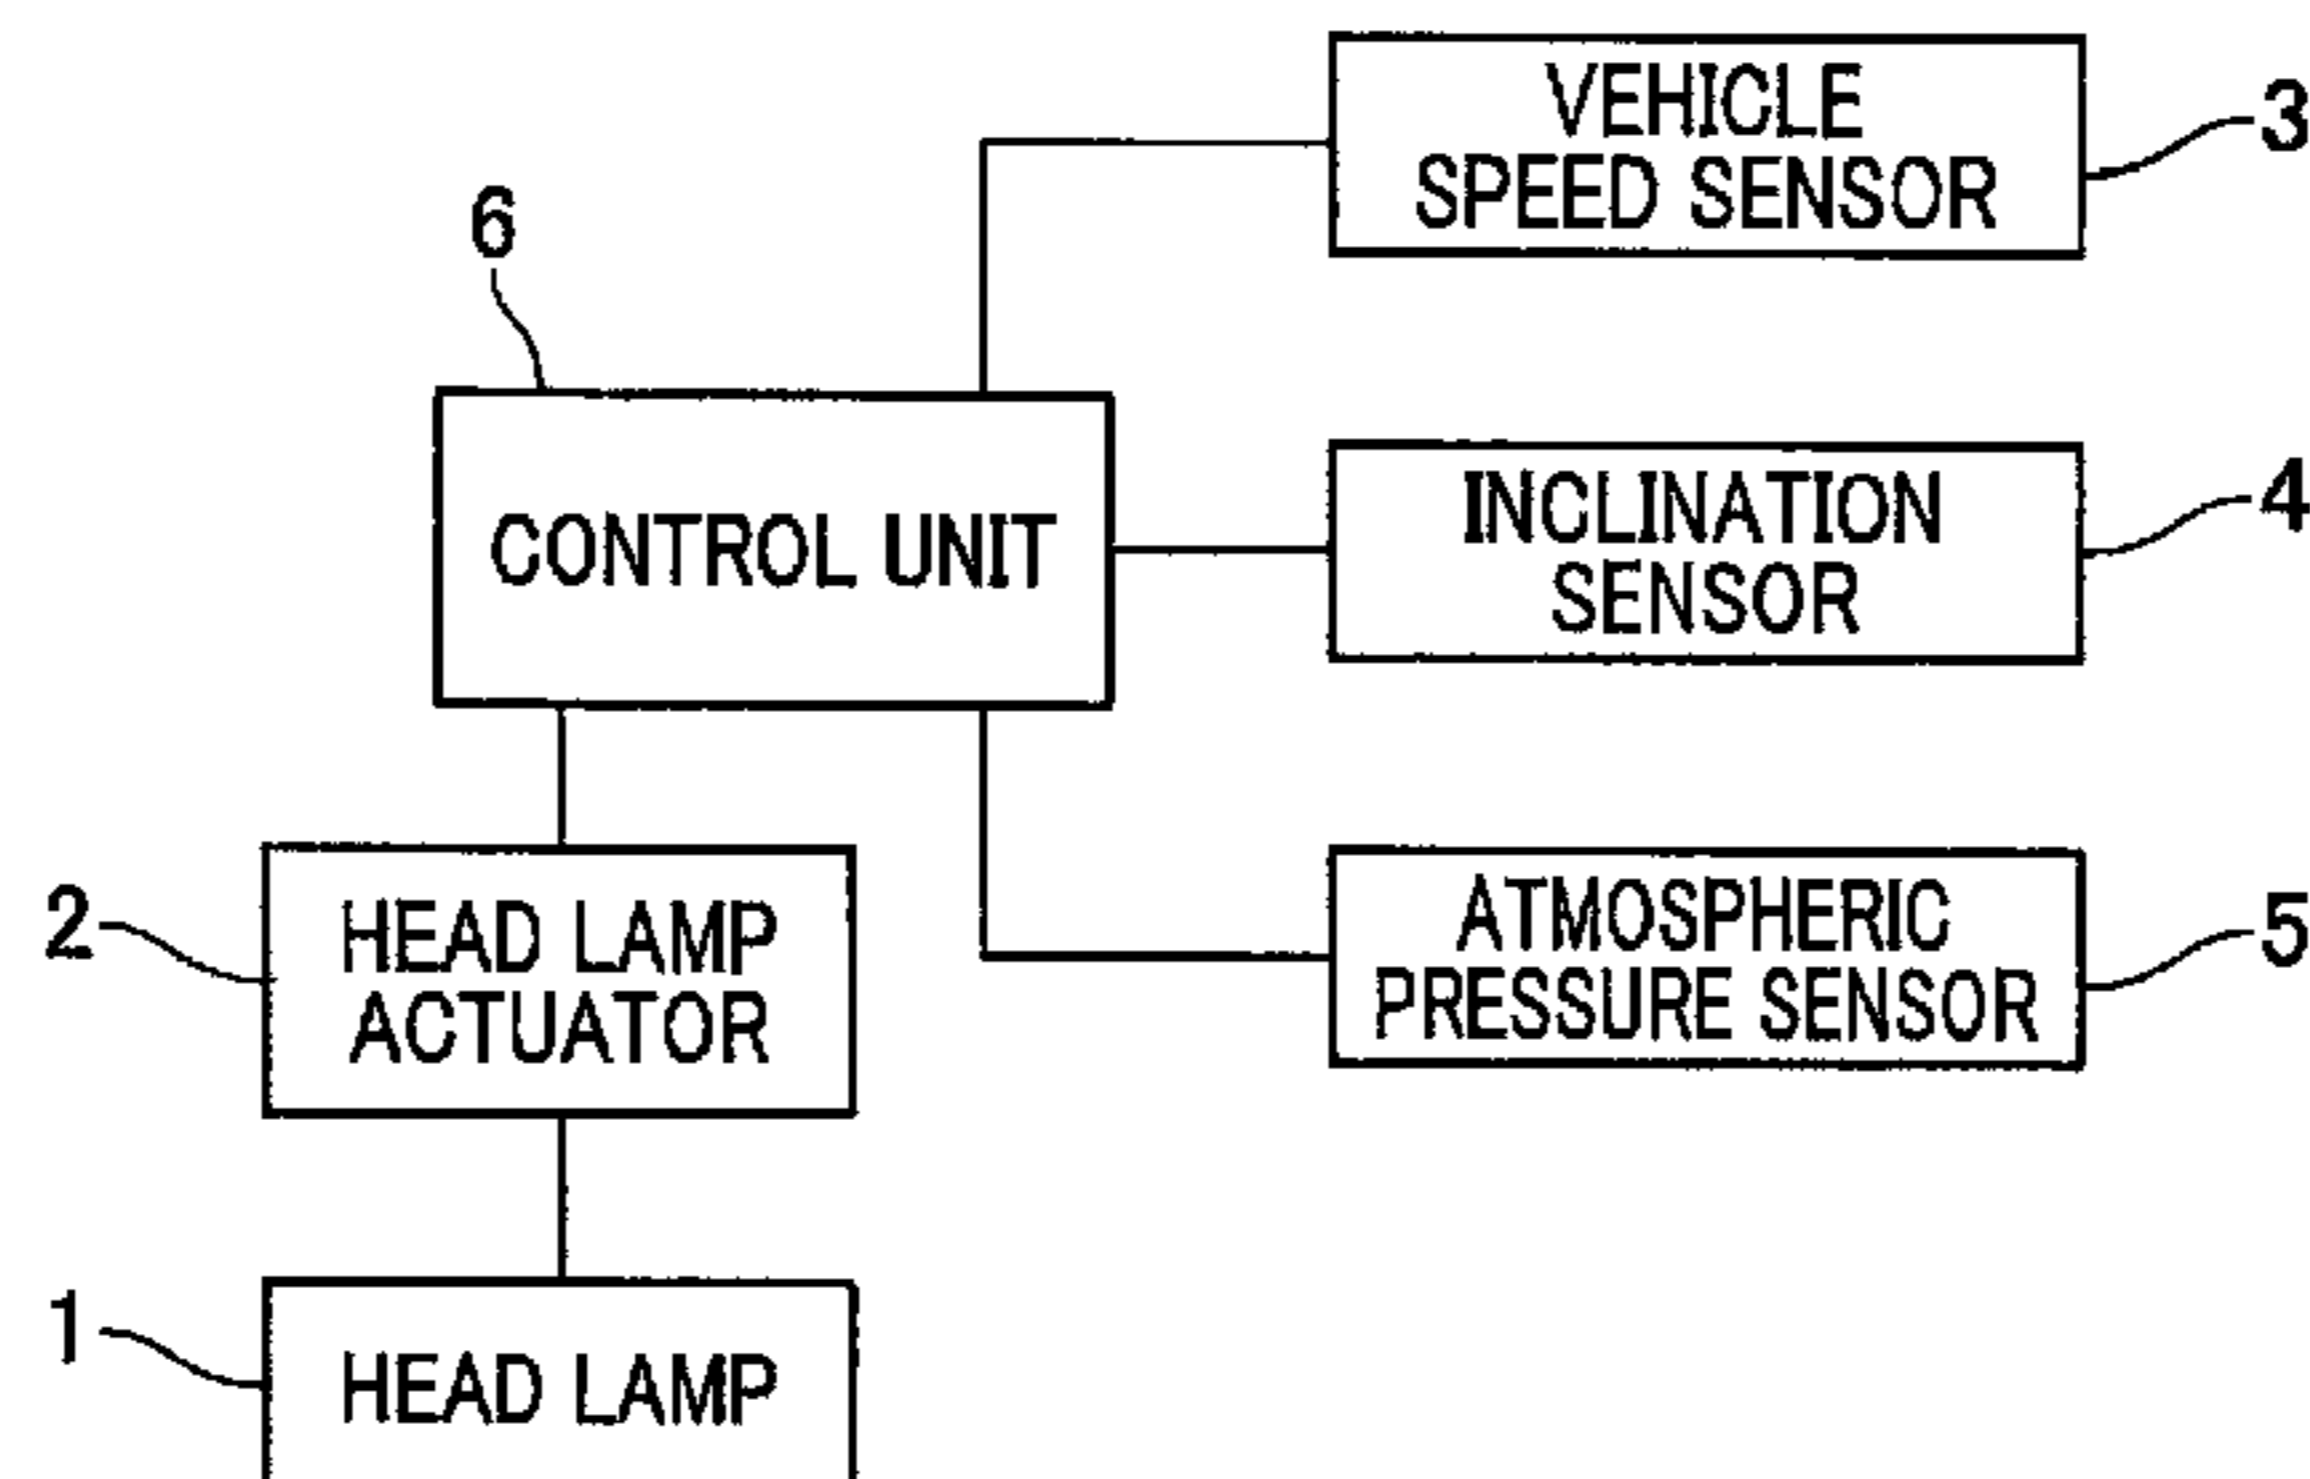 VEHICLE
SPEED SENSOR
3
6
CONTROL UNIT
INCLINATION
SENSOR
4
2
HEAD LAMP
ACTUATOR
ATMOSPHERIC
PRESSURE SENSOR
5
1
HEAD LAMP